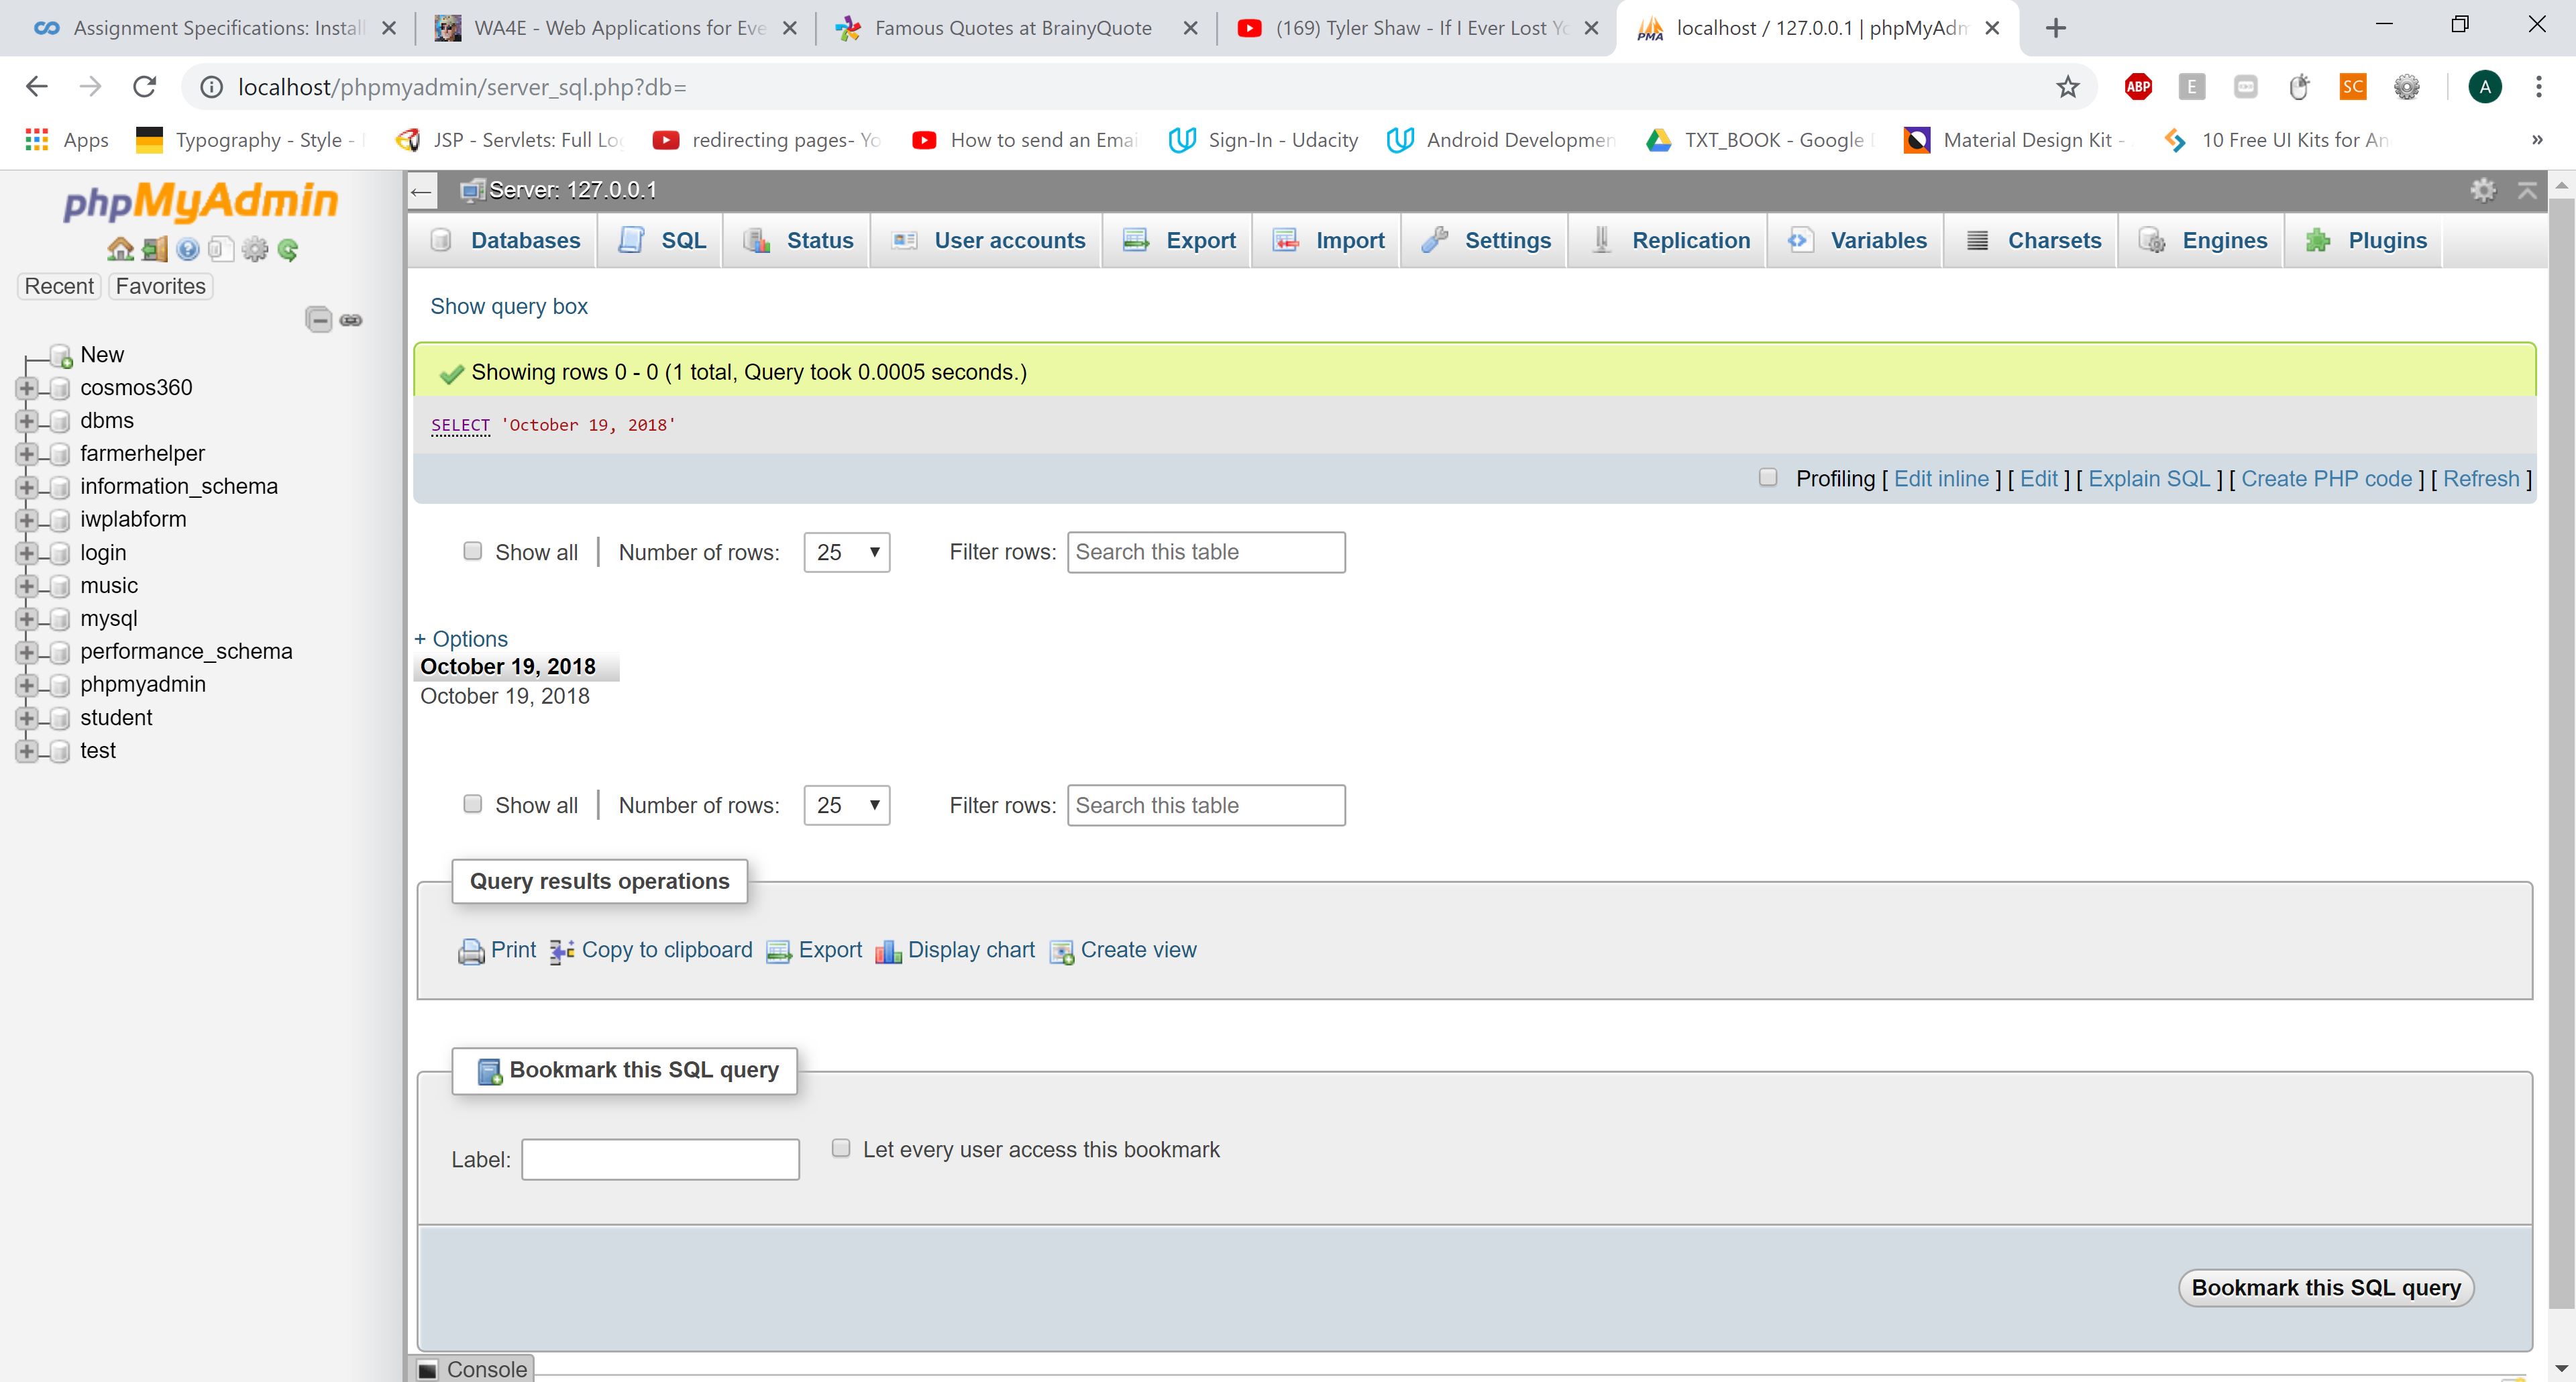 Assignment Specifications: Install
WA4E - Web Applications for Eve
Famous Quotes at BrainyQuote
(169) Tyler Shaw - If I Ever Lost Yo
localhost / 127.0.0.1 | phpMyAdm
localhost/phpmyadmin/server_sql.php?db=
ABP
E
SC
A
Apps
Typography - Style -
JSP - Servlets: Full Lo
redirecting pages- Yo
How to send an Emai
Sign-In - Udacity
Android Developmen
TXT_BOOK - Google
Material Design Kit -
10 Free UI Kits for An
»
phpMyAdmin
Recent
Favorites
New
cosmos360
dbms
farmerhelper
information_schema
iwplabform
login
music
mysql
performance_schema
phpmyadmin
student
test
Server: 127.0.0.1
Databases
SQL
Status
User accounts
Export
Import
Settings
Replication
Variables
Charsets
Engines
Plugins
Show query box
Showing rows 0 - 0 (1 total, Query took 0.0005 seconds.)
SELECT 'October 19, 2018'
Profiling [ Edit inline ] [ Edit ] [ Explain SQL ] [ Create PHP code ] [ Refresh ]
Show all | Number of rows: 25 Filter rows: Search this table
+ Options
October 19, 2018
October 19, 2018
Show all | Number of rows: 25 Filter rows: Search this table
Query results operations
Print Copy to clipboard Export Display chart Create view
Bookmark this SQL query
Label:
Let every user access this bookmark
Bookmark this SQL query
Console